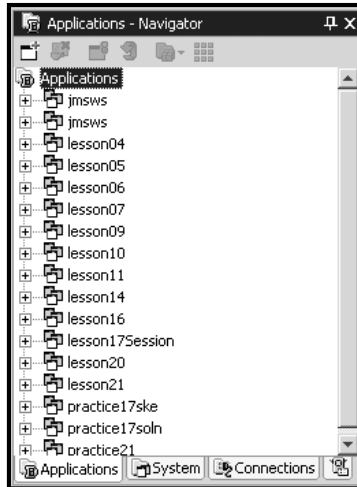 Applications - Navigator
Applications
jmsws
jmsws
lesson04
lesson05
lesson06
lesson07
lesson09
lesson10
lesson11
lesson14
lesson16
lesson17Session
lesson20
lesson21
practice17ske
practice17soln
practice21
Applications System Connections